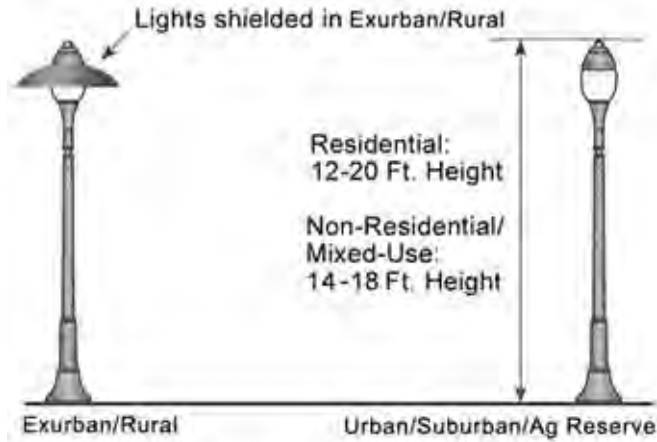 Lights shielded in Exurban/Rural
Residential:
12-20 Ft. Height
Non-Residential/
Mixed-Use:
14-18 Ft. Height
Exurban/Rural
Urban/Suburban/Ag Reserve